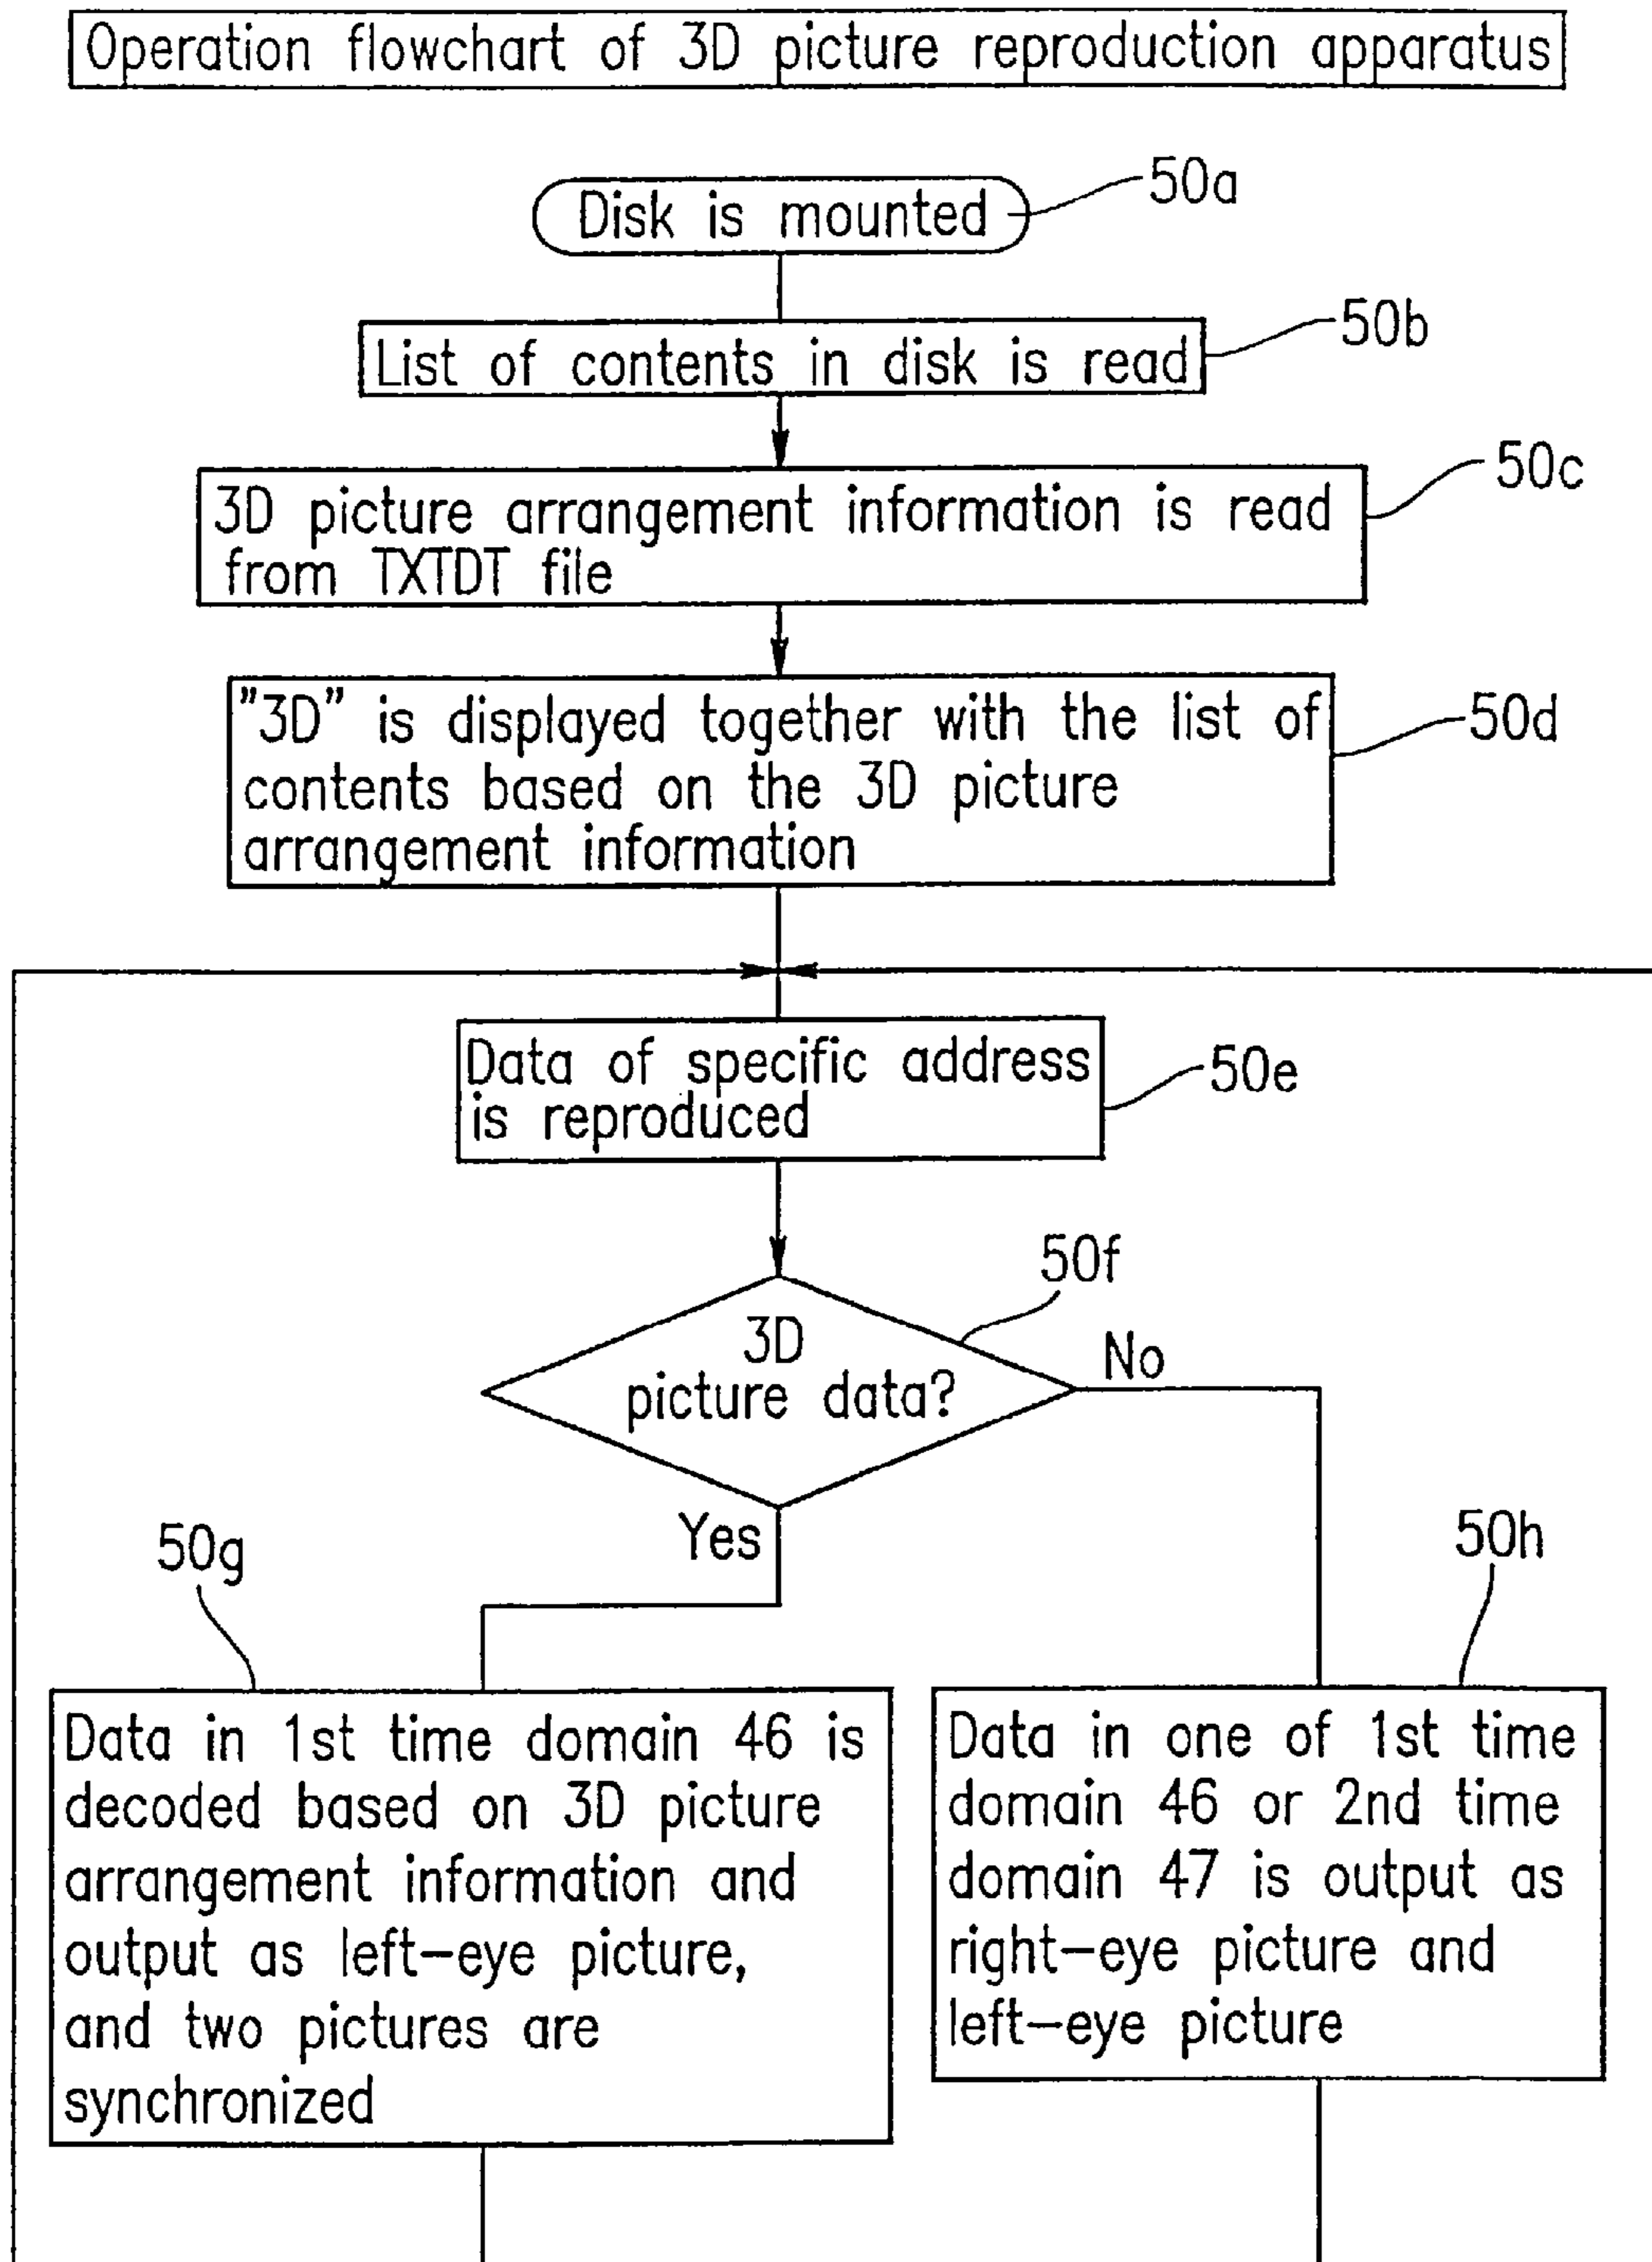 Operation flowchart of 3D picture reproduction apparatus
Disk is mounted
50a
List of contents in disk is read
50b
3D picture arrangement information is read
from TXTDT file
50c
"3D" is displayed together with the list of
contents based on the 3D picture
arrangement information
50d
Data of specific address
is reproduced
50e
50f
3D
picture data?
No
Yes
50g
50h
Data in 1st time domain 46 is
decoded based on 3D picture
arrangement information and
output as left-eye picture,
and two pictures are
synchronized
Data in one of 1st time
domain 46 or 2nd time
domain 47 is output as
right-eye picture and
left-eye picture